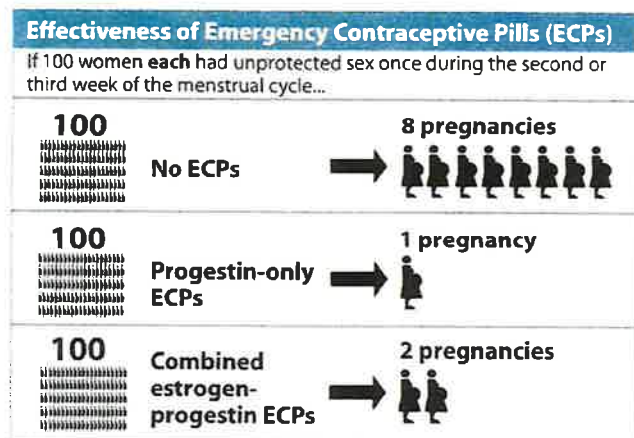 Effectiveness of Emergency Contraceptive Pills (ECPs)
If 100 women each had unprotected sex once during the second or
third week of the menstrual cycle...
100
8 pregnancies
No ECPs
100
1 pregnancy
Progestin-only
ECPs
100
2 pregnancies
Combined
estrogen-
progestin ECPs